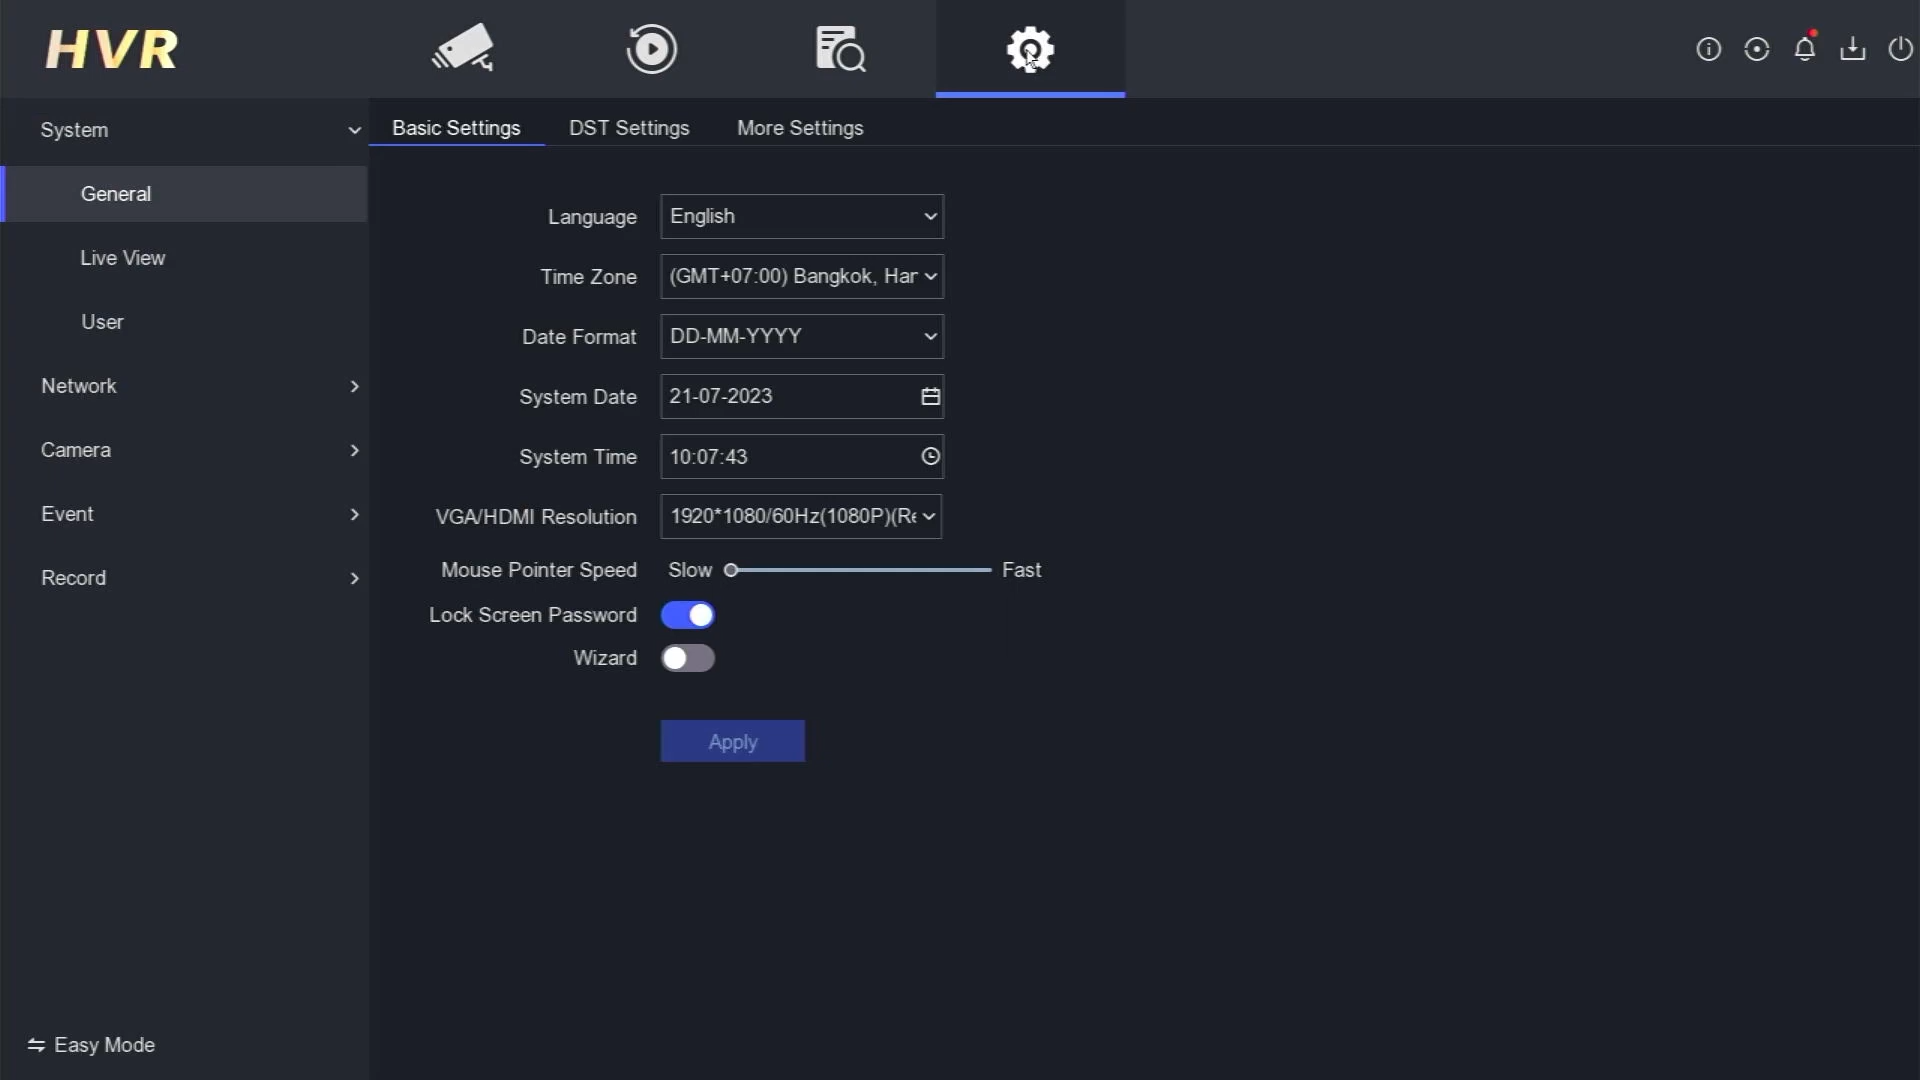 HVR
System
General
Live View
User
Network
Camera
Event
Record
Easy Mode
Basic Settings DST Settings More Settings
Language English
Time Zone (GMT+07:00) Bangkok, Har
Date Format DD-MM-YYYY
System Date 21-07-2023
System Time 10:07:43
VGA/HDMI Resolution 1920*1080/60Hz(1080P)(Re
Mouse Pointer Speed Slow Fast
Lock Screen Password
Wizard
Apply